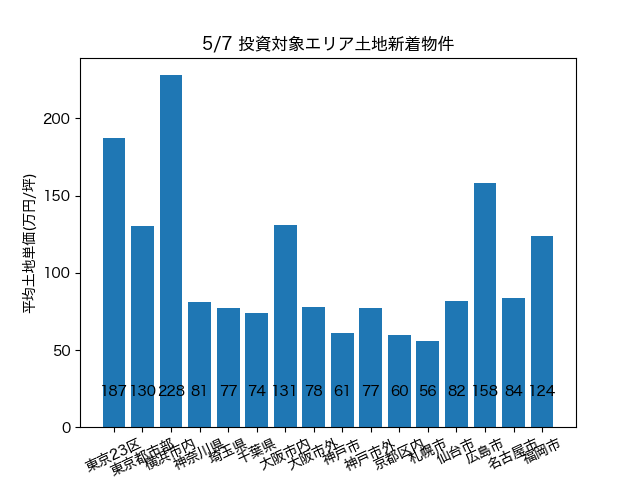 5/7 投資対象エリア土地新着物件
平均土地単価(万円/坪)
200
150
100
50
0
187 130 228 81 77 74 131 78 61 77 60 56 82 158 84 124
東京23区 東京都市部 横浜市内 神奈川県 埼玉県 千葉県 大阪市内 大阪市外 神戸市 神戸市外 京都区内 札幌市 仙台市 広島市 名古屋市 福岡市